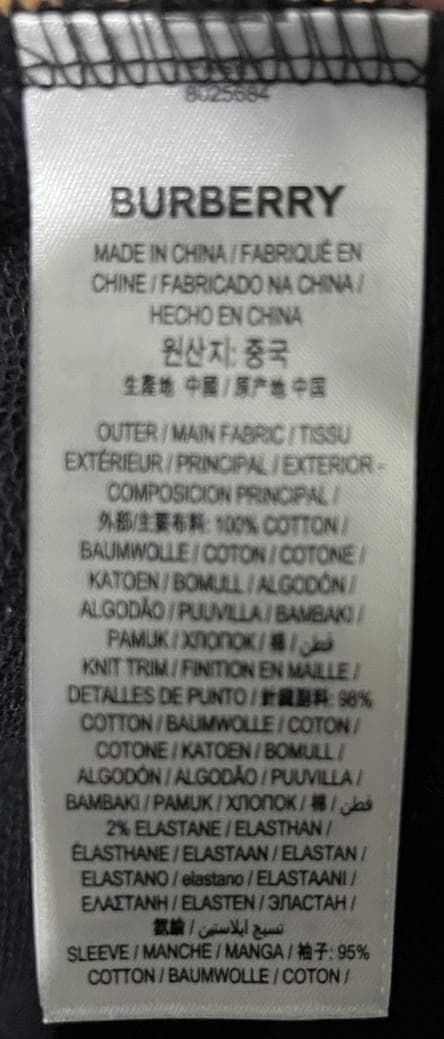 8025684
BURBERRY
MADE IN CHINA / FABRIQUÉ EN
CHINE / FABRICADO NA CHINA /
HECHO EN CHINA
원산지: 중국
生產地 中國 / 原产地 中国
OUTER / MAIN FABRIC / TISSU
EXTÉRIEUR / PRINCIPAL / EXTERIOR -
COMPOSICION PRINCIPAL /
外部/主要布料: 100% COTTON /
BAUMWOLLE / COTON / COTONE /
KATOEN / BOMULL / ALGODÓN /
ALGODÃO / PUUVILLA / BAMBAKI /
PAMUK / ХЛОПОК / 棉 / قطن
KNIT TRIM / FINITION EN MAILLE /
DETALLES DE PUNTO / 針織副料: 98%
COTTON / BAUMWOLLE / COTON /
COTONE / KATOEN / BOMULL /
ALGODÓN / ALGODÃO / PUUVILLA /
BAMBAKI / PAMUK / ХЛОПОК / 棉 / قطن
2% ELASTANE / ELASTHAN /
ÉLASTHANE / ELASTAAN / ELASTAN /
ELASTANO / elastano / ELASTAANI /
ΕΛΑΣΤΑΝΗ / ELASTEN / ЭЛАСТАН /
氨綸 / نسيج ايلاستين
SLEEVE / MANCHE / MANGA / 袖子: 95%
COTTON / BAUMWOLLE / COTON /